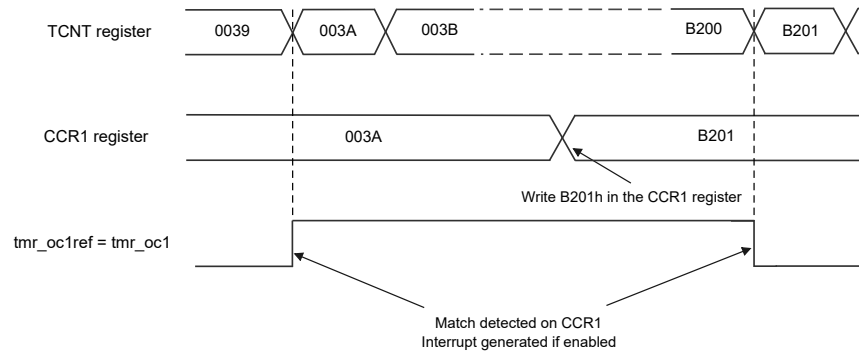 TCNT register 0039 003A 003B B200 B201
CCR1 register 003A B201
Write B201h in the CCR1 register
tmr_oc1ref = tmr_oc1
Match detected on CCR1
Interrupt generated if enabled